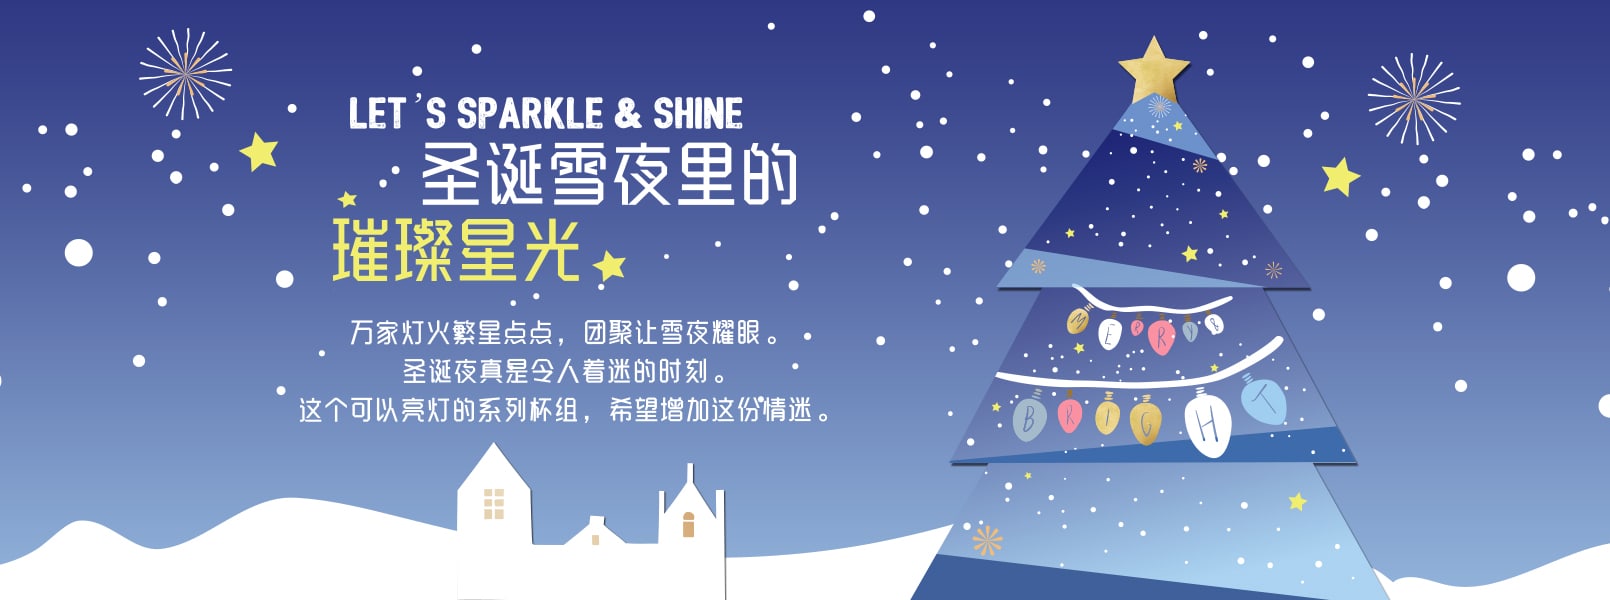 LET'S SPARKLE & SHINE
圣诞雪夜里的
璀璨星光
万家灯火繁星点点，团聚让雪夜耀眼。
圣诞夜真是令人着迷的时刻。
这个可以亮灯的系列杯组，希望增加这份情迷。
MERRY&
BRIGHT